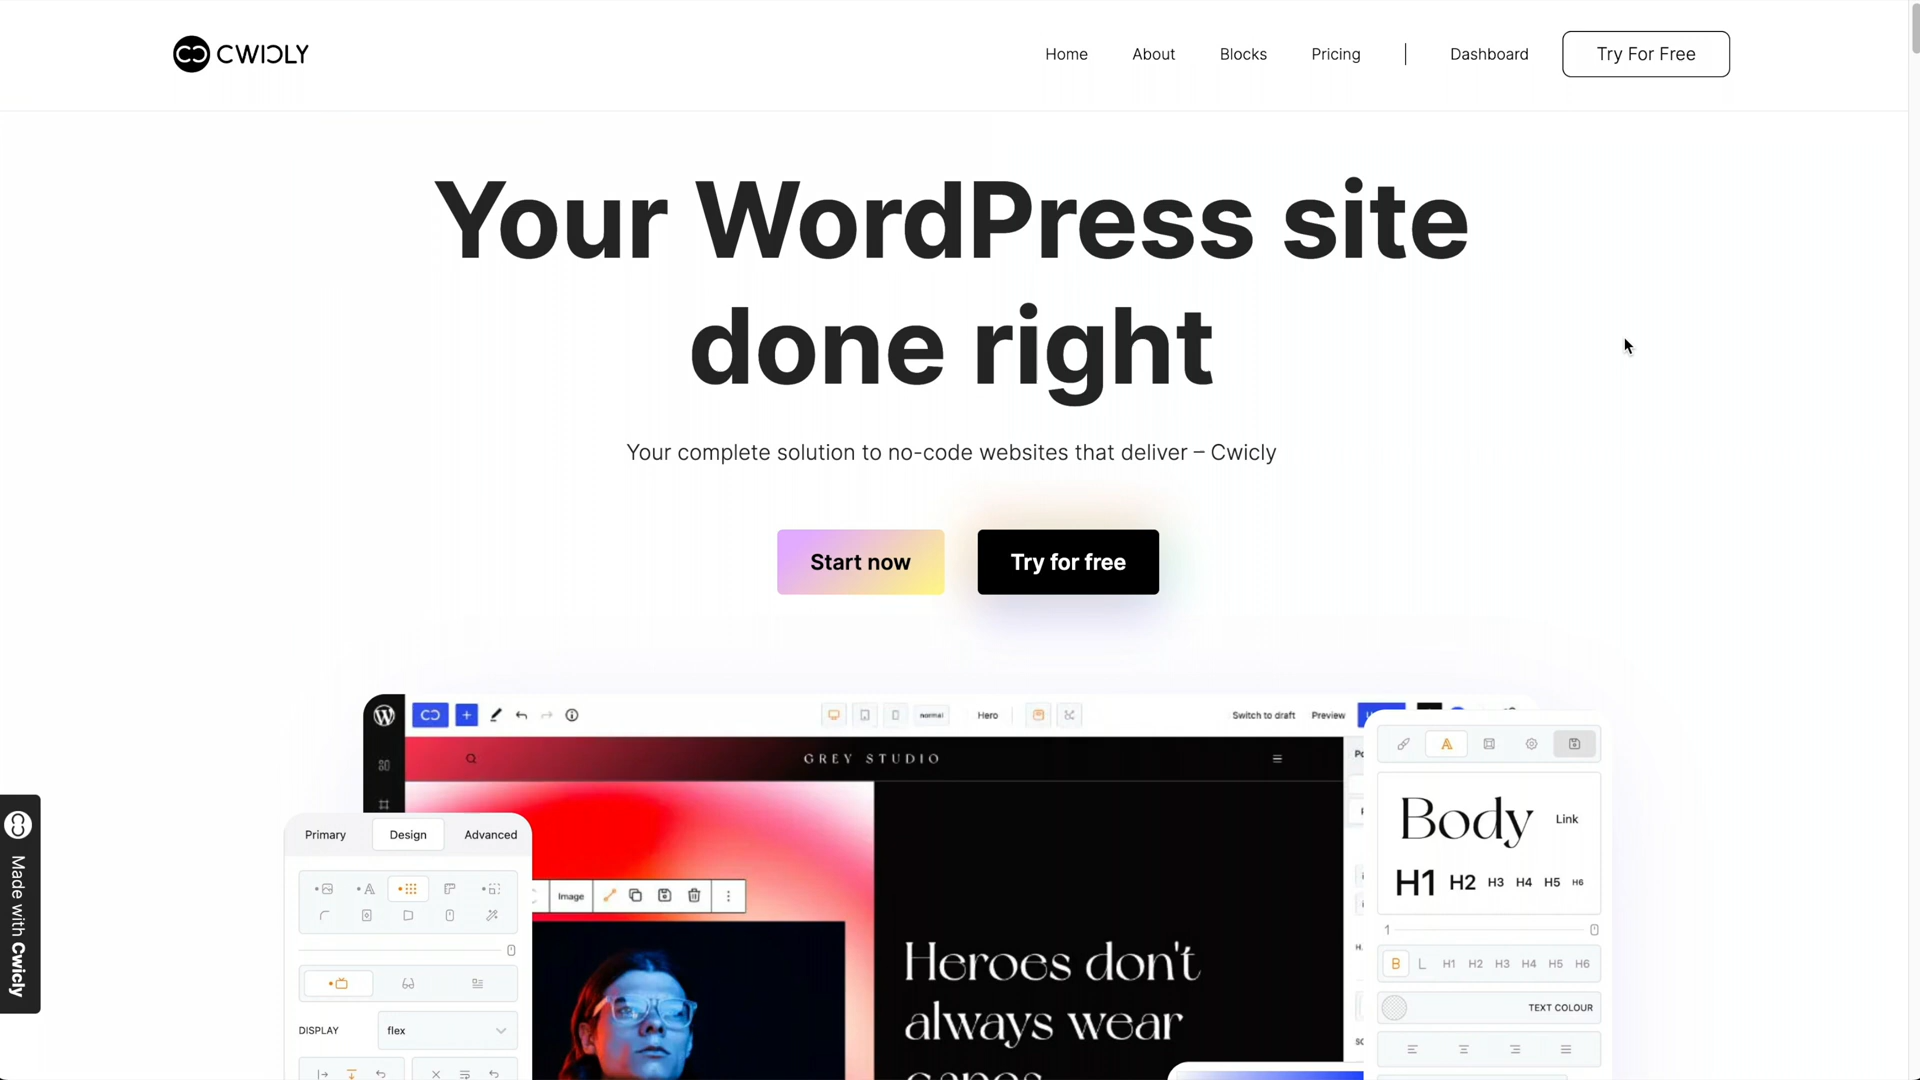 CWICLY
Home
About
Blocks
Pricing
Dashboard
Try For Free
Your WordPress site
done right
Your complete solution to no-code websites that deliver – Cwicly
Start now
Try for free
normal
Hero
Switch to draft
Preview
GREY STUDIO
Primary
Design
Advanced
Image
DISPLAY
flex
Heroes don't
always wear
capes
Body
Link
H1 H2 H3 H4 H5 H6
1
B L H1 H2 H3 H4 H5 H6
TEXT COLOUR
Made with Cwicly